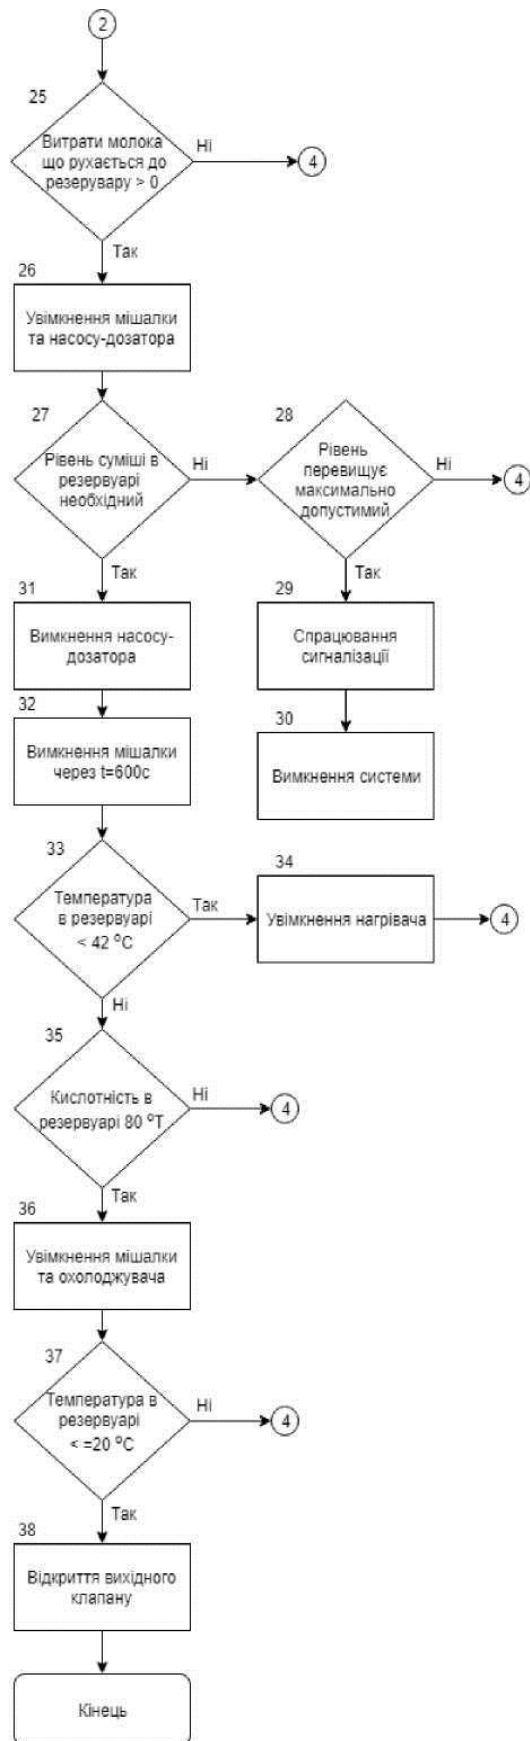 2
25
Витрати молока
що рухається до
резерувару > 0
Ні
4
Так
26
Увімкнення мішалки
та насосу-дозатора
27
Рівень суміші в
резервуарі
необхідний
Ні
28
Рівень
перевищує
максимально
допустимий
Ні
4
Так
Так
31
Вимкнення насосу-
дозатора
29
Спрацювання
сигналізації
32
Вимкнення мішалки
через t=600с
30
Вимкнення системи
33
Температура
в резервуарі
< 42 °C
Так
34
Увімкнення нагрівача
4
Ні
35
Кислотність в
резервуарі 80 °T
Ні
4
Так
36
Увімкнення мішалки
та охолоджувача
37
Температура в
резервуарі
< =20 °C
Ні
4
Так
38
Відкриття вихідного
клапану
Кінець